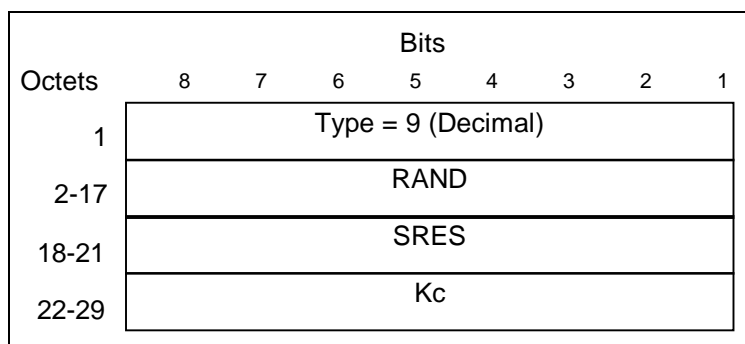 Bits
Octets 8 7 6 5 4 3 2 1
1 Type = 9 (Decimal)
2-17 RAND
18-21 SRES
22-29 Kc